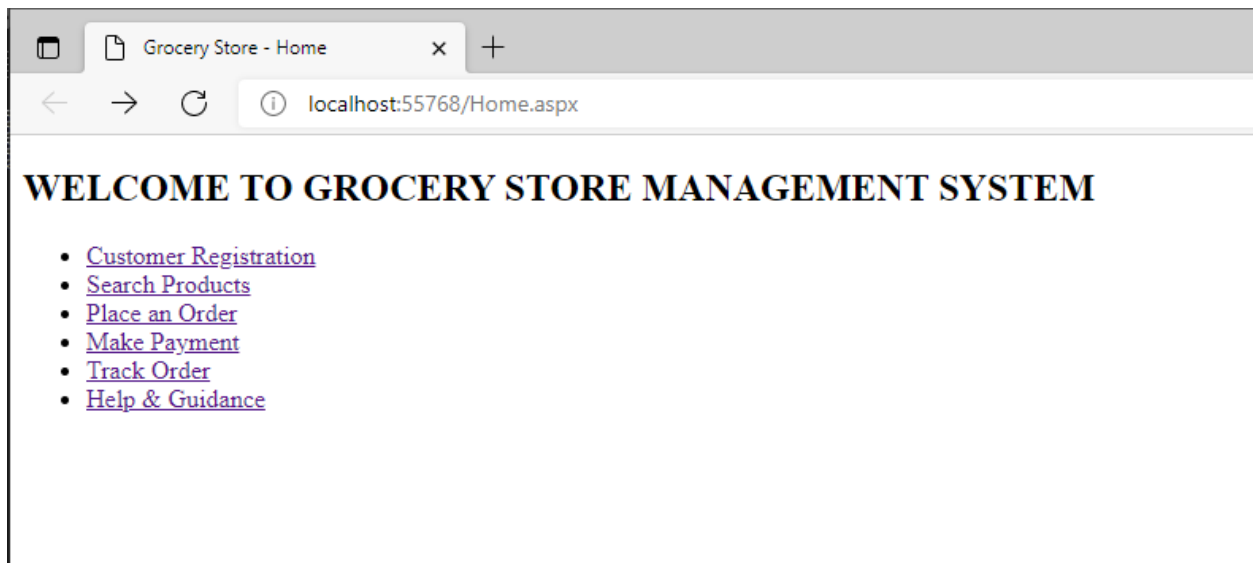 Grocery Store - Home
localhost:55768/Home.aspx
WELCOME TO GROCERY STORE MANAGEMENT SYSTEM
Customer Registration
Search Products
Place an Order
Make Payment
Track Order
Help & Guidance